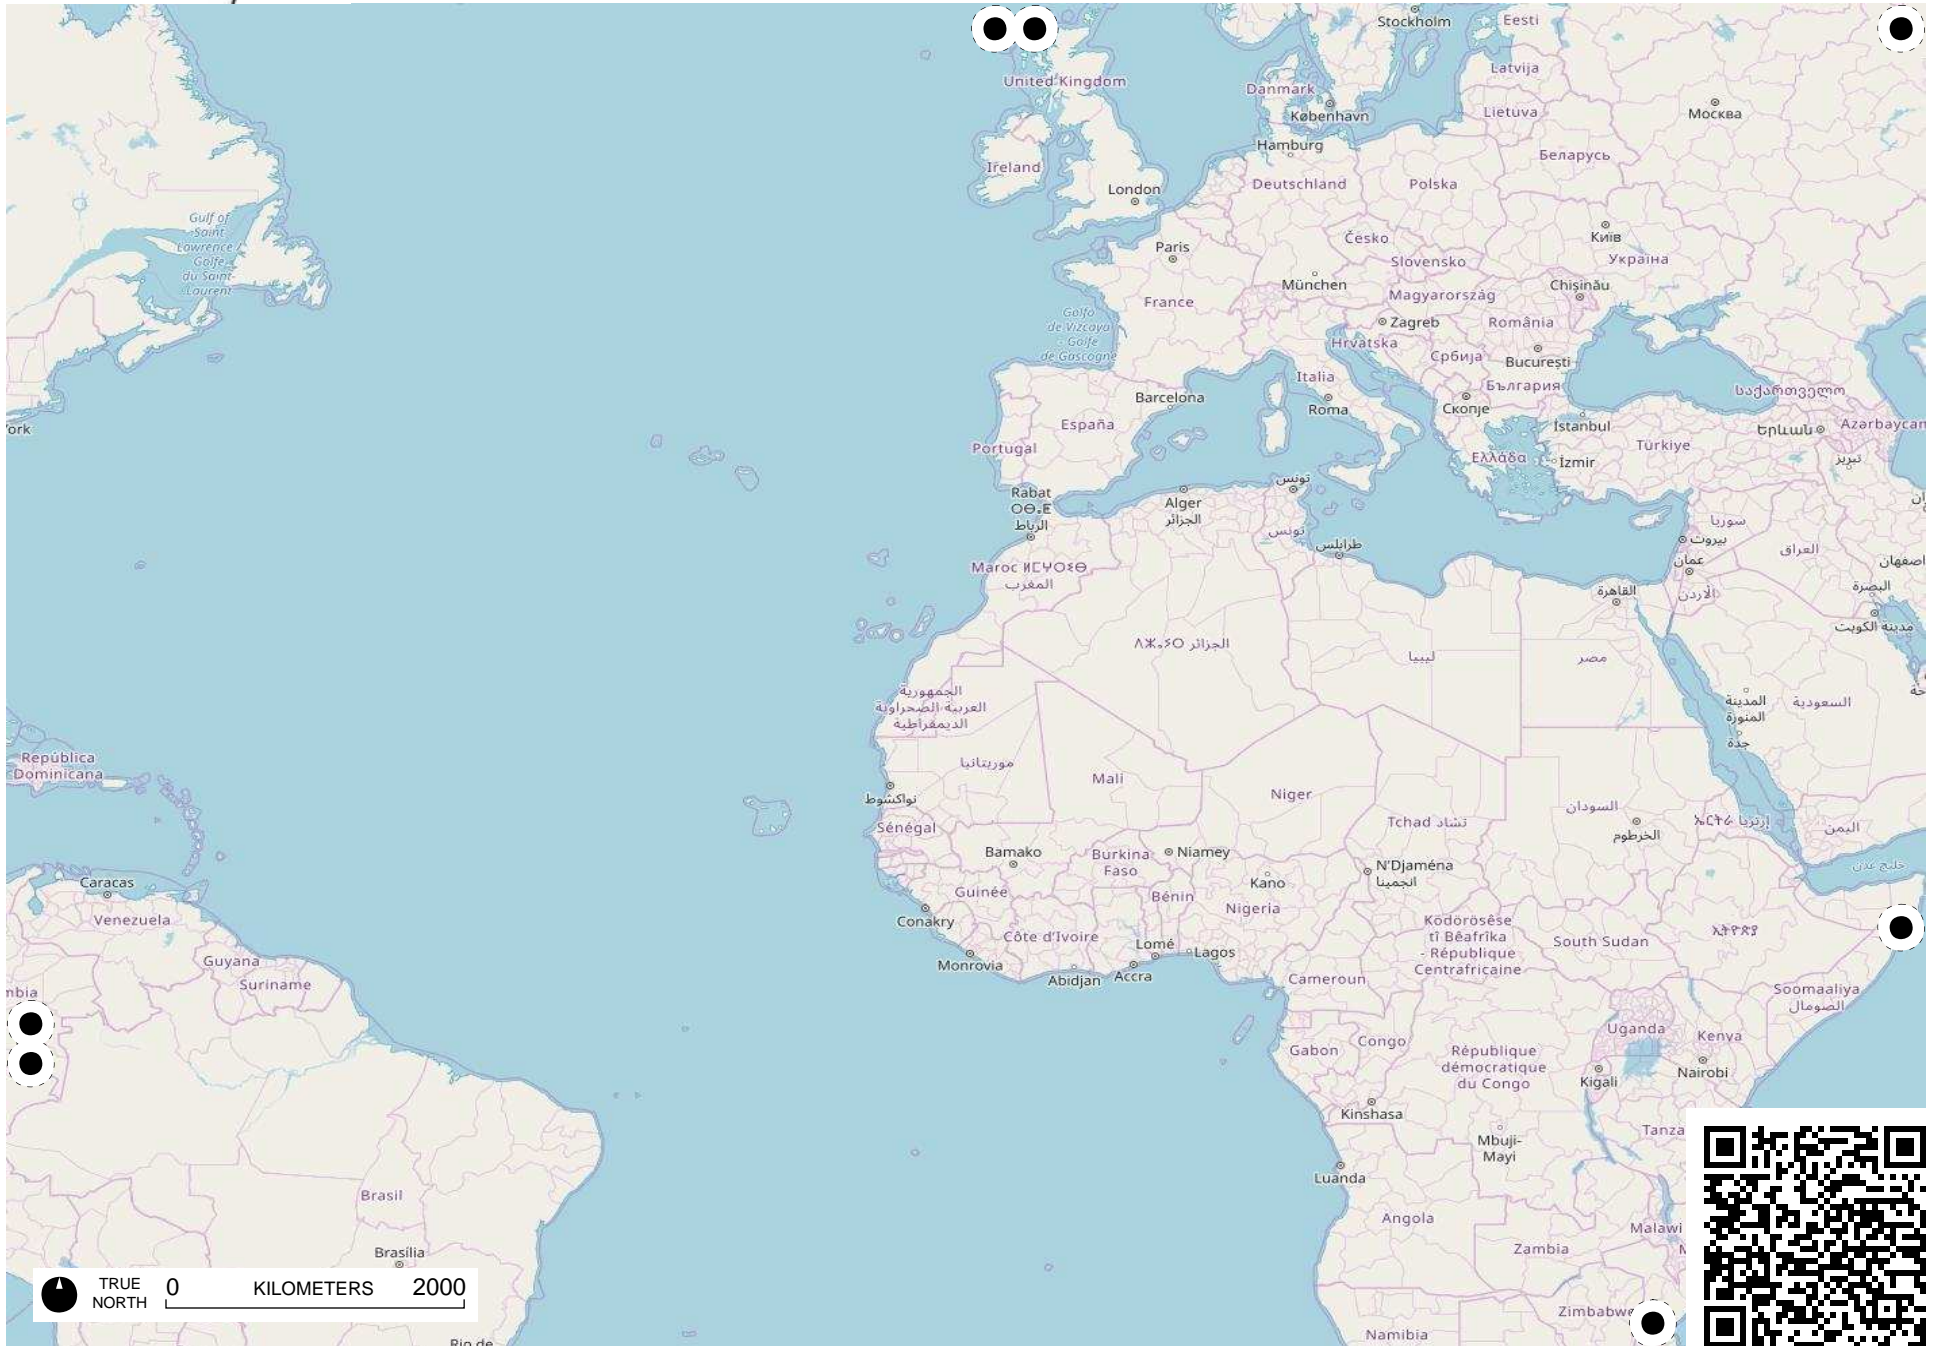 Stockholm
Eesti
United Kingdom
Latvija
Danmark
København
Lietuva
Москва
Hamburg
Беларусь
Ireland
Deutschland
Polska
London
Gulf of
Saint
Lawrence /
Golfe
du Saint-
Laurent
Paris
Česko
Київ
Slovensko
Україна
München
Magyarország
Chișinău
France
Golfo
de Vizcaya
- Golfe
de Gascogne
Zagreb
România
Hrvatska
Србија
București
Italia
България
საქართველო
Barcelona
Roma
Скопје
España
İstanbul
Երևան
Azərbaycan
York
Portugal
Türkiye
Ελλάδα
İzmir
تبریز
Rabat
ⵔⴱⴰⵟ
الرباط
Alger
الجزائر
تونس
تونس
سوريا
طرابلس
بيروت
العراق
عمان
اصفهان
Maroc ⵍⵎⵖⵔⵉⴱ
المغرب
القاهرة
الأردن
البصرة
مدينة الكويت
ⴷⵣⴰⵢⵔ الجزائر
ليبيا
مصر
الجمهورية
العربية الصحراوية
الديمقراطية
المدينة
المنورة
السعودية
جدة
República
Dominicana
موريتانيا
Mali
Niger
نواكشوط
السودان
Sénégal
Tchad تشاد
الخرطوم
ኤርትራ إرتريا
اليمن
Bamako
Burkina
Faso
Niamey
N'Djaména
انجمينا
خليج عدن
Caracas
Kano
Guinée
Bénin
Nigeria
Venezuela
Conakry
Ködörösêse
tî Bêafrîka
- République
Centrafricaine
Côte d'Ivoire
South Sudan
ኢትዮጵያ
Lomé
Lagos
Guyana
Monrovia
Abidjan
Accra
Cameroun
Suriname
Soomaaliya
الصومال
mbia
Uganda
Kenya
Gabon
Congo
République
démocratique
du Congo
Kigali
Nairobi
Kinshasa
Tanza
Mbuji-
Mayi
Luanda
Brasil
Angola
Malawi
Zambia
Brasília
TRUE
NORTH
0 KILOMETERS 2000
Zimbabwe
Namibia
Rio de